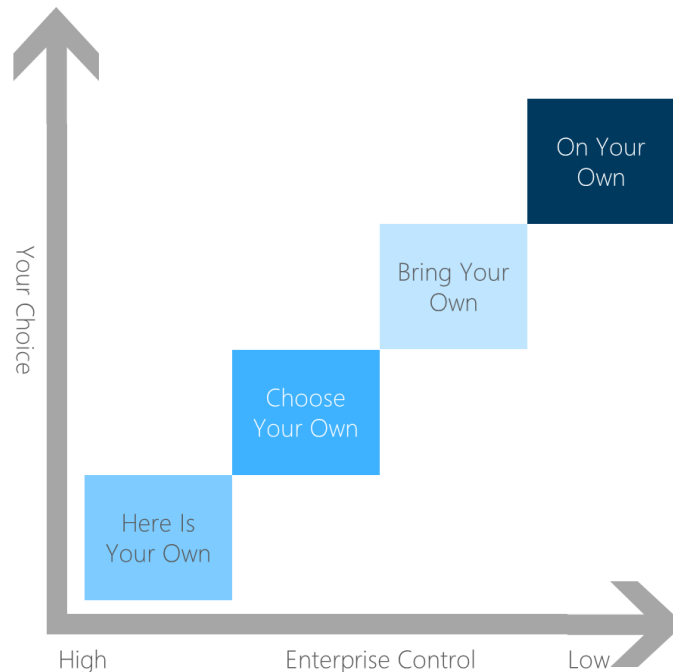 On Your
Own
Bring Your
Own
Your Choice
Choose
Your Own
Here Is
Your Own
High
Enterprise Control
Low